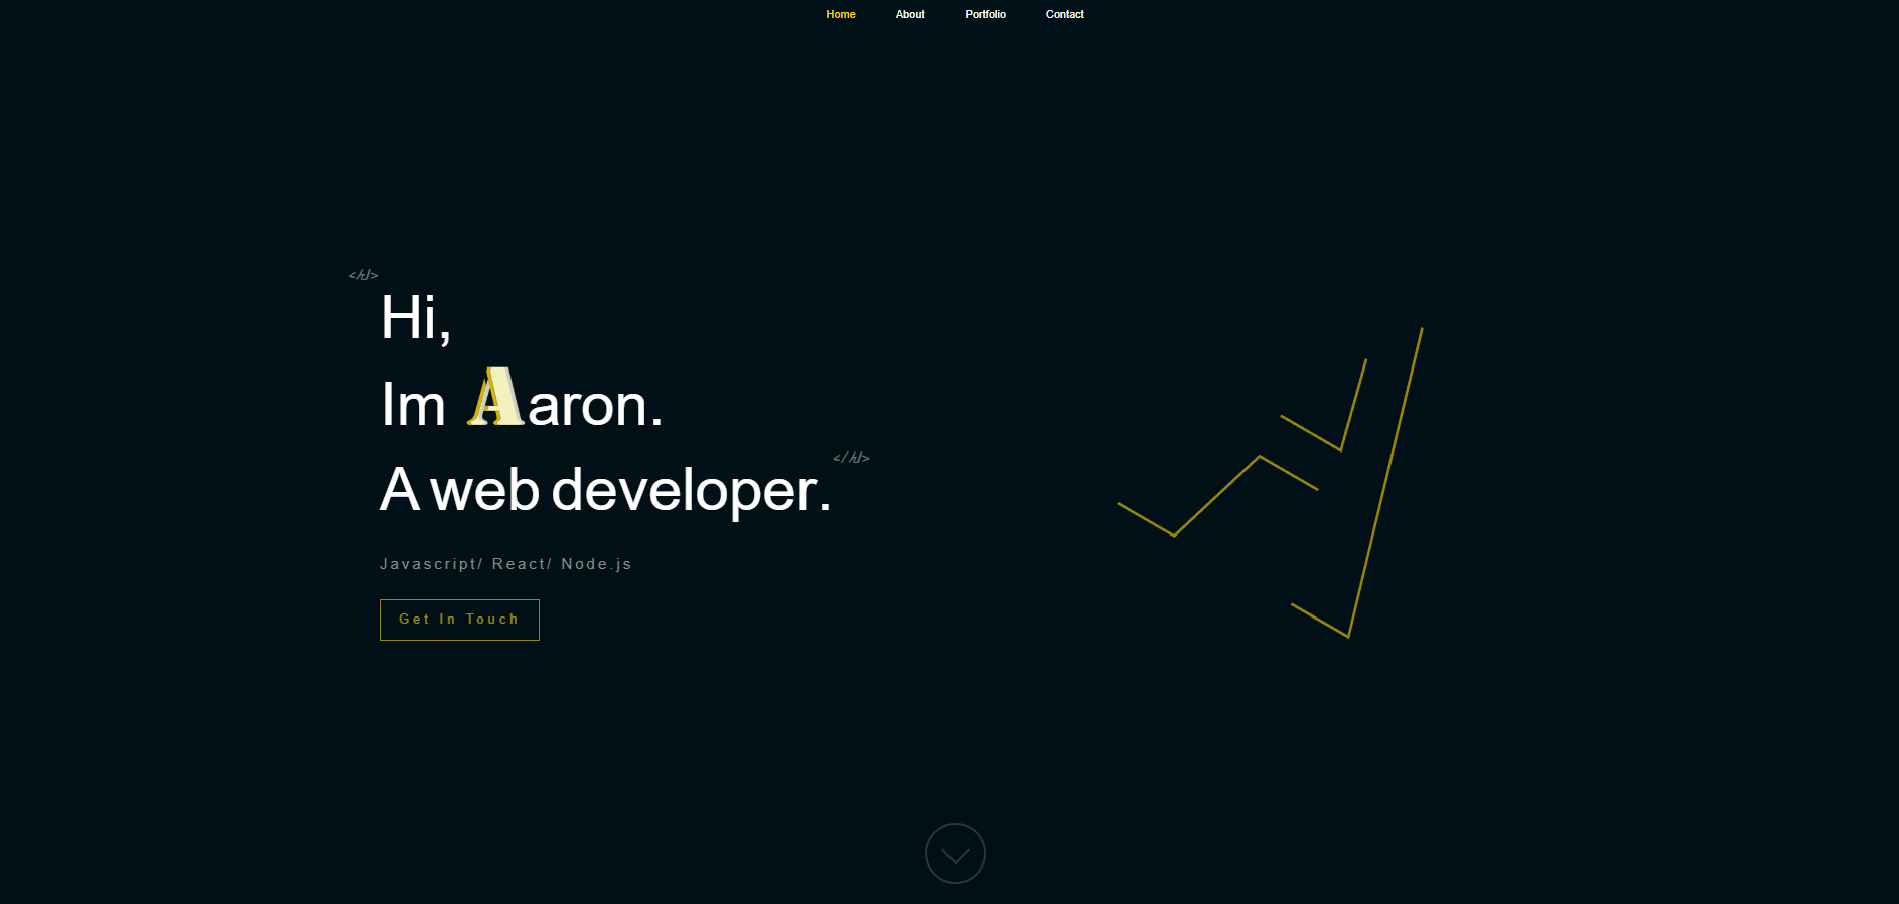 Home About Portfolio Contact
<h1>
Hi,
Im Aaron.
A web developer.
</h1>
Javascript/ React/ Node.js
Get In Touch